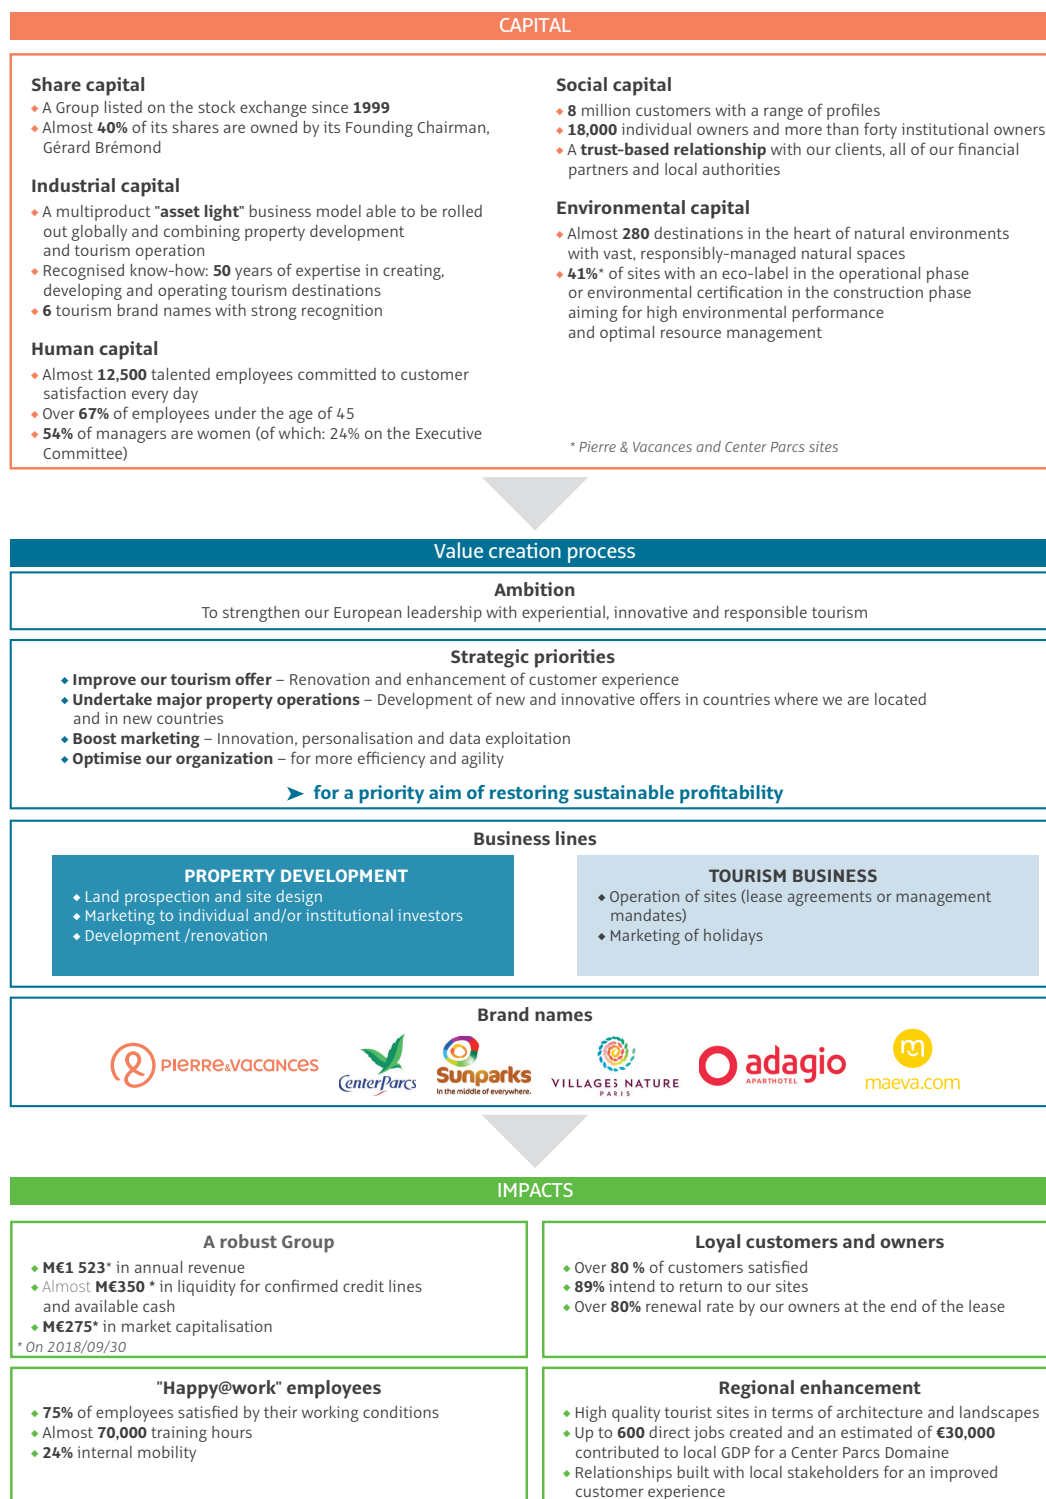 CAPITAL
Share capital
◆ A Group listed on the stock exchange since 1999
◆ Almost 40% of its shares are owned by its Founding Chairman,
Gérard Brémond
Industrial capital
◆ A multiproduct "asset light" business model able to be rolled
out globally and combining property development
and tourism operation
◆ Recognised know-how: 50 years of expertise in creating,
developing and operating tourism destinations
◆ 6 tourism brand names with strong recognition
Human capital
◆ Almost 12,500 talented employees committed to customer
satisfaction every day
◆ Over 67% of employees under the age of 45
◆ 54% of managers are women (of which: 24% on the Executive
Committee)
Social capital
◆ 8 million customers with a range of profiles
◆ 18,000 individual owners and more than forty institutional owners
◆ A trust-based relationship with our clients, all of our financial
partners and local authorities
Environmental capital
◆ Almost 280 destinations in the heart of natural environments
with vast, responsibly-managed natural spaces
◆ 41%* of sites with an eco-label in the operational phase
or environmental certification in the construction phase
aiming for high environmental performance
and optimal resource management
* Pierre & Vacances and Center Parcs sites
Value creation process
Ambition
To strengthen our European leadership with experiential, innovative and responsible tourism
Strategic priorities
◆ Improve our tourism offer – Renovation and enhancement of customer experience
◆ Undertake major property operations – Development of new and innovative offers in countries where we are located
and in new countries
◆ Boost marketing – Innovation, personalisation and data exploitation
◆ Optimise our organization – for more efficiency and agility
➤ for a priority aim of restoring sustainable profitability
Business lines
PROPERTY DEVELOPMENT
◆ Land prospection and site design
◆ Marketing to individual and/or institutional investors
◆ Development /renovation
TOURISM BUSINESS
◆ Operation of sites (lease agreements or management
mandates)
◆ Marketing of holidays
Brand names
PIERRE & VACANCES
CenterParcs
Sunparks
In the middle of everywhere.
VILLAGES NATURE
PARIS
adagio
APARTHOTEL
m
maeva.com
IMPACTS
A robust Group
◆ M€1 523* in annual revenue
◆ Almost M€350 * in liquidity for confirmed credit lines
and available cash
◆ M€275* in market capitalisation
* On 2018/09/30
Loyal customers and owners
◆ Over 80 % of customers satisfied
◆ 89% intend to return to our sites
◆ Over 80% renewal rate by our owners at the end of the lease
"Happy@work" employees
◆ 75% of employees satisfied by their working conditions
◆ Almost 70,000 training hours
◆ 24% internal mobility
Regional enhancement
◆ High quality tourist sites in terms of architecture and landscapes
◆ Up to 600 direct jobs created and an estimated of €30,000
contributed to local GDP for a Center Parcs Domaine
◆ Relationships built with local stakeholders for an improved
customer experience